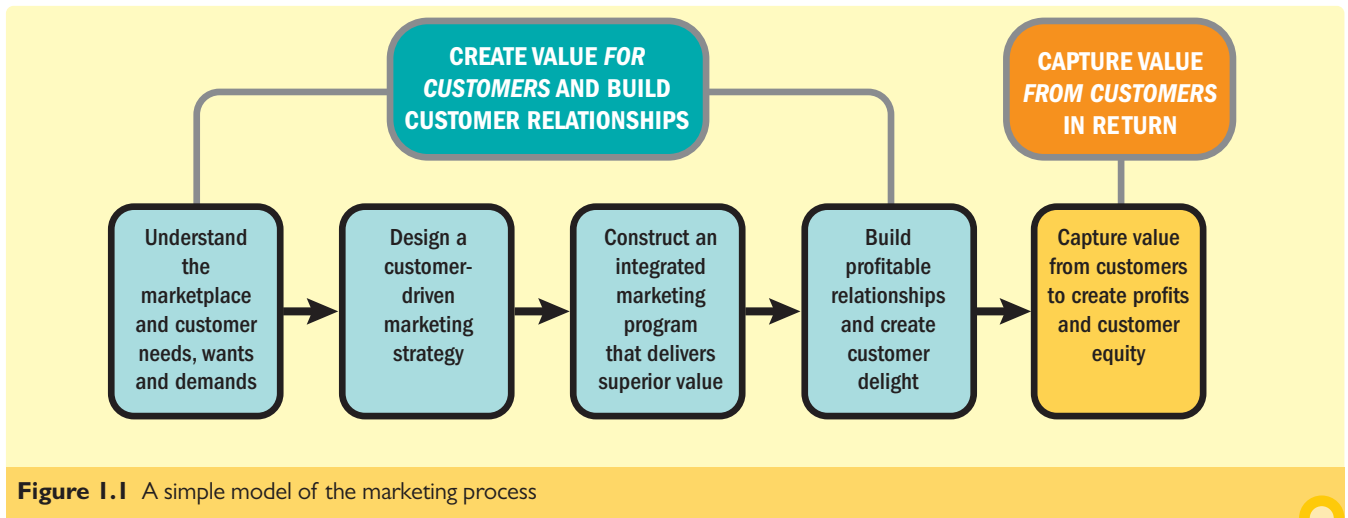 CREATE VALUE FOR
CUSTOMERS AND BUILD
CUSTOMER RELATIONSHIPS
CAPTURE VALUE
FROM CUSTOMERS
IN RETURN
Understand
the
marketplace
and customer
needs, wants
and demands
Design a
customer-
driven
marketing
strategy
Construct an
integrated
marketing
program
that delivers
superior value
Build
profitable
relationships
and create
customer
delight
Capture value
from customers
to create profits
and customer
equity
Figure 1.1 A simple model of the marketing process